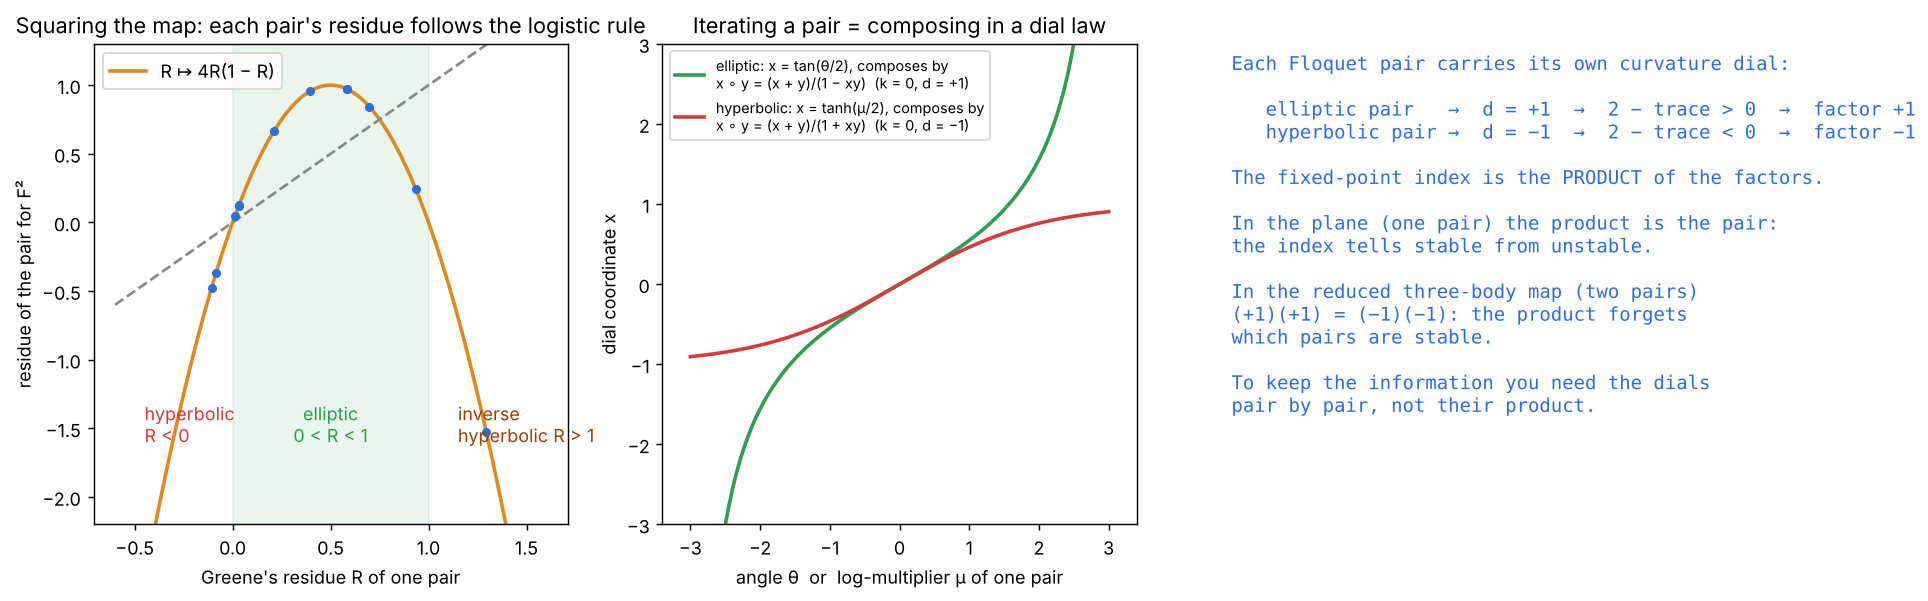 Squaring the map: each pair's residue follows the logistic rule
R ↦ 4R(1 − R)
1.0
0.5
0.0
−0.5
−1.0
−1.5
−2.0
residue of the pair for F²
hyperbolic
R < 0
elliptic
0 < R < 1
inverse
hyperbolic R > 1
−0.5 0.0 0.5 1.0 1.5
Greene's residue R of one pair
Iterating a pair = composing in a dial law
elliptic: x = tan(θ/2), composes by
x ∘ y = (x + y)/(1 − xy) (k = 0, d = +1)
hyperbolic: x = tanh(μ/2), composes by
x ∘ y = (x + y)/(1 + xy) (k = 0, d = −1)
3
2
1
0
−1
−2
−3
dial coordinate x
−3 −2 −1 0 1 2 3
angle θ or log-multiplier μ of one pair
Each Floquet pair carries its own curvature dial:
elliptic pair → d = +1 → 2 − trace > 0 → factor +1
hyperbolic pair → d = −1 → 2 − trace < 0 → factor −1
The fixed-point index is the PRODUCT of the factors.
In the plane (one pair) the product is the pair:
the index tells stable from unstable.
In the reduced three-body map (two pairs)
(+1)(+1) = (−1)(−1): the product forgets
which pairs are stable.
To keep the information you need the dials
pair by pair, not their product.